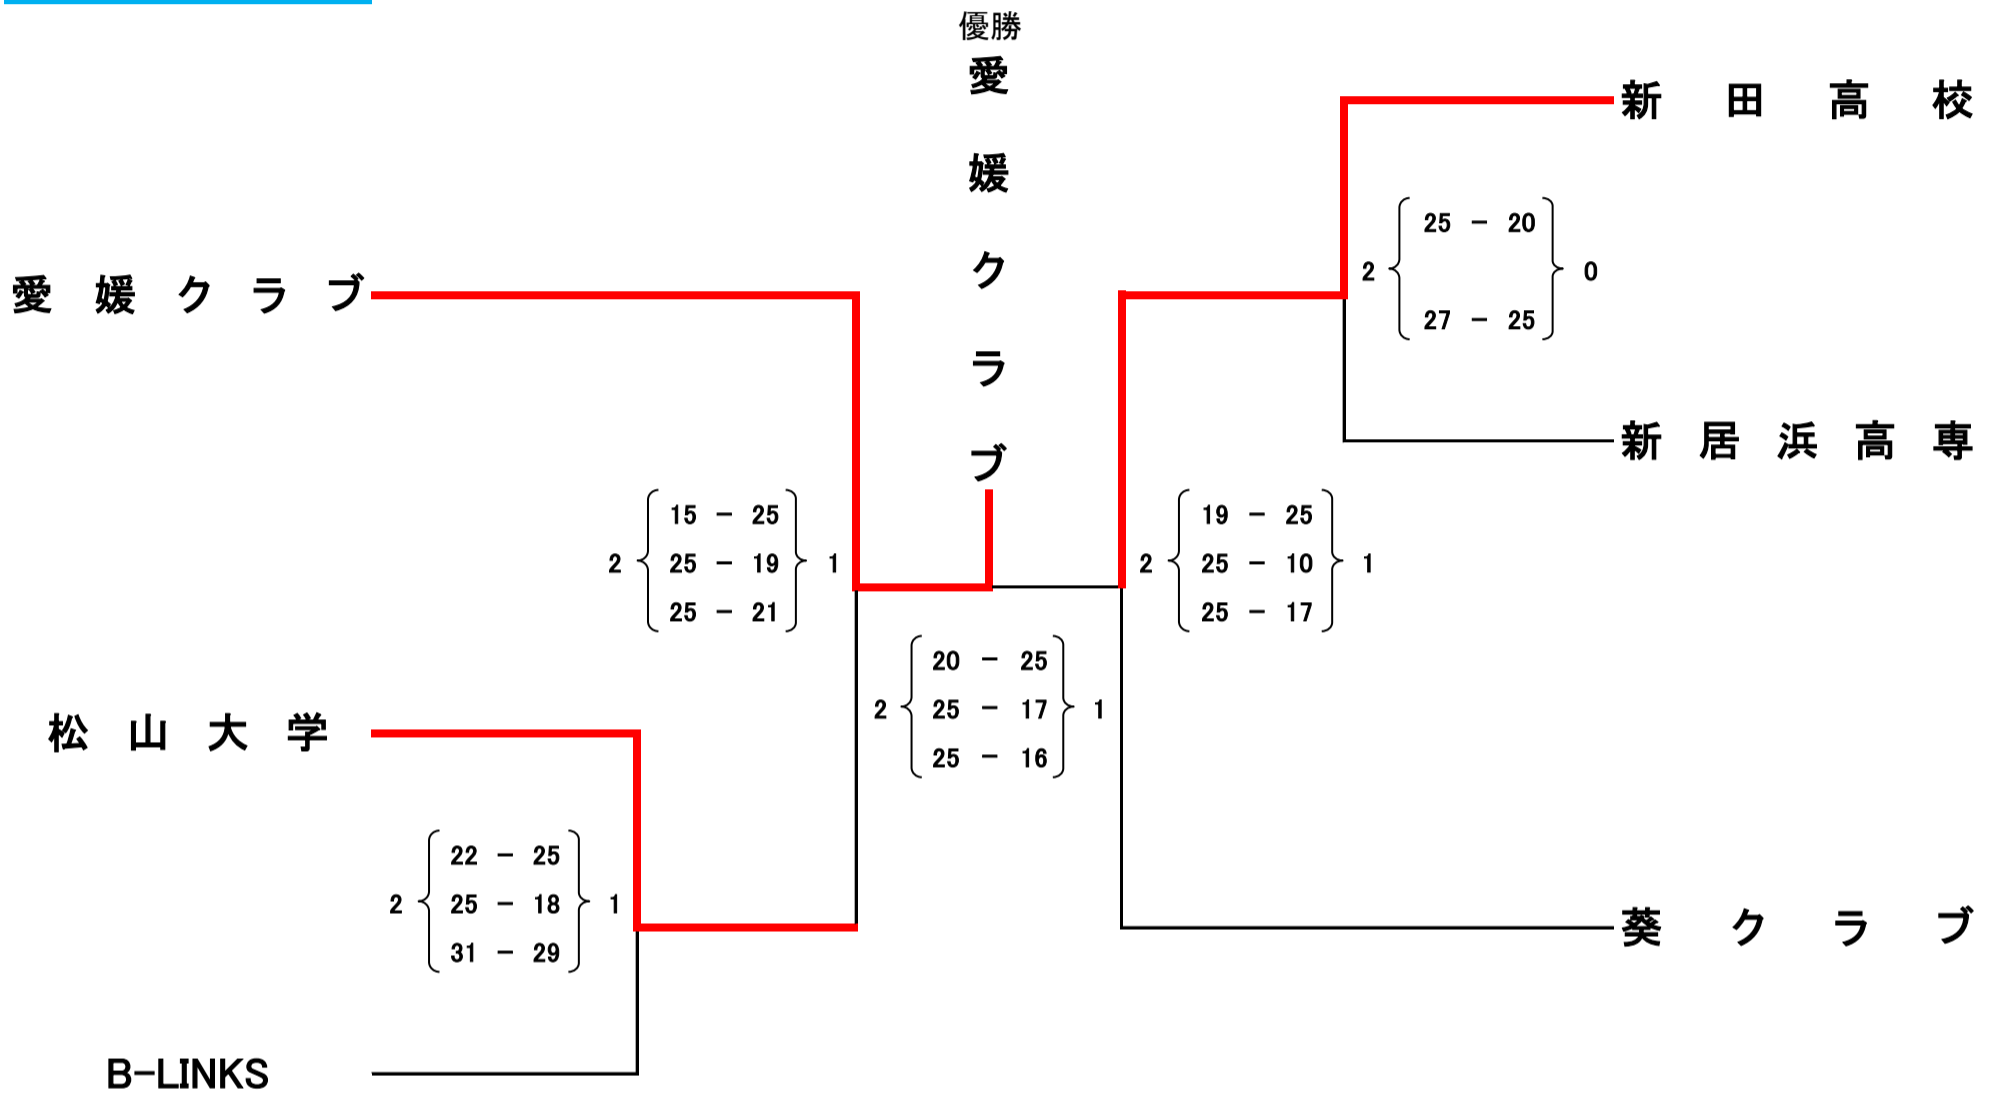 優勝
愛媛クラブ
愛媛クラブ
松山大学
B-LINKS
新田高校
新居浜高専
葵クラブ
2 15 - 25 1
25 - 19
25 - 21
2 22 - 25 1
25 - 18
31 - 29
2 20 - 25 1
25 - 17
25 - 16
2 25 - 20 0
27 - 25
2 19 - 25 1
25 - 10
25 - 17